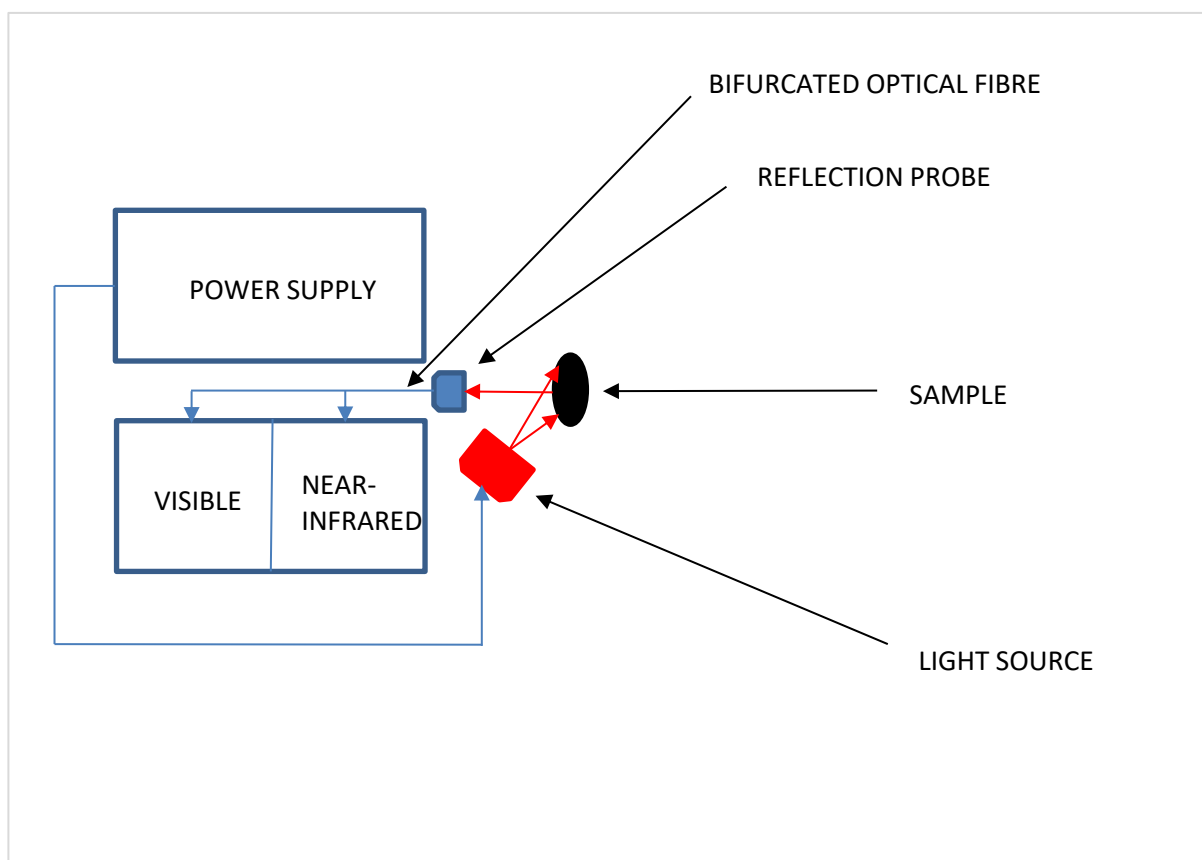 BIFURCATED OPTICAL FIBRE
REFLECTION PROBE
POWER SUPPLY
SAMPLE
VISIBLE
NEAR-
INFRARED
LIGHT SOURCE